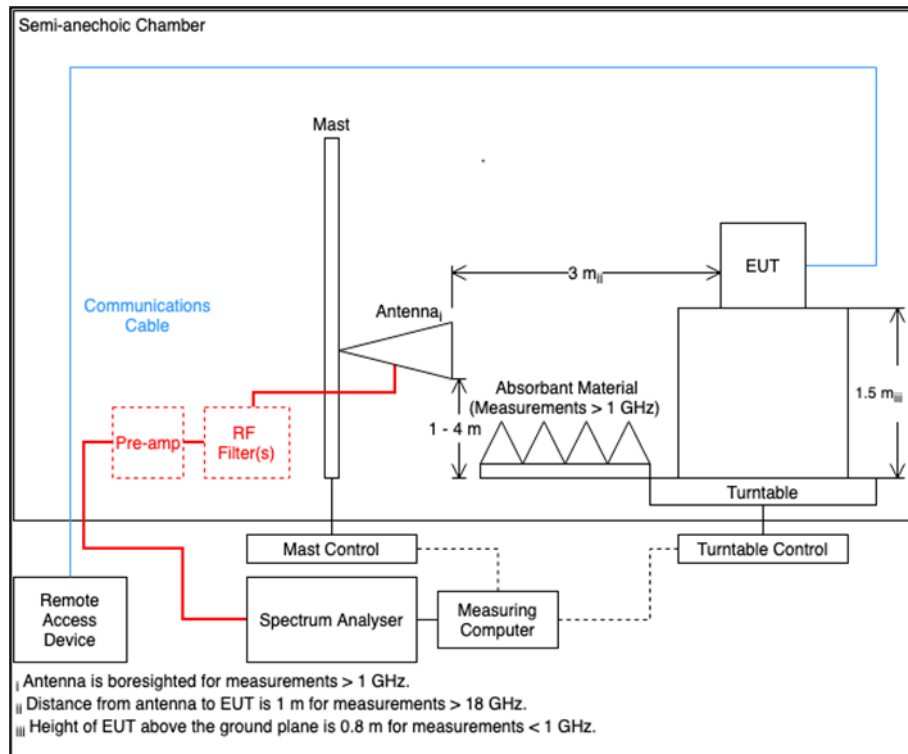 Semi-anechoic Chamber
Mast
3 mii
EUT
Communications
Cable
Antennai
Absorbant Material
(Measurements > 1 GHz)
1.5 miii
1 - 4 m
Pre-amp
RF
Filter(s)
Turntable
Mast Control
Turntable Control
Remote
Access
Device
Spectrum Analyser
Measuring
Computer
i Antenna is boresighted for measurements > 1 GHz.
ii Distance from antenna to EUT is 1 m for measurements > 18 GHz.
iii Height of EUT above the ground plane is 0.8 m for measurements < 1 GHz.